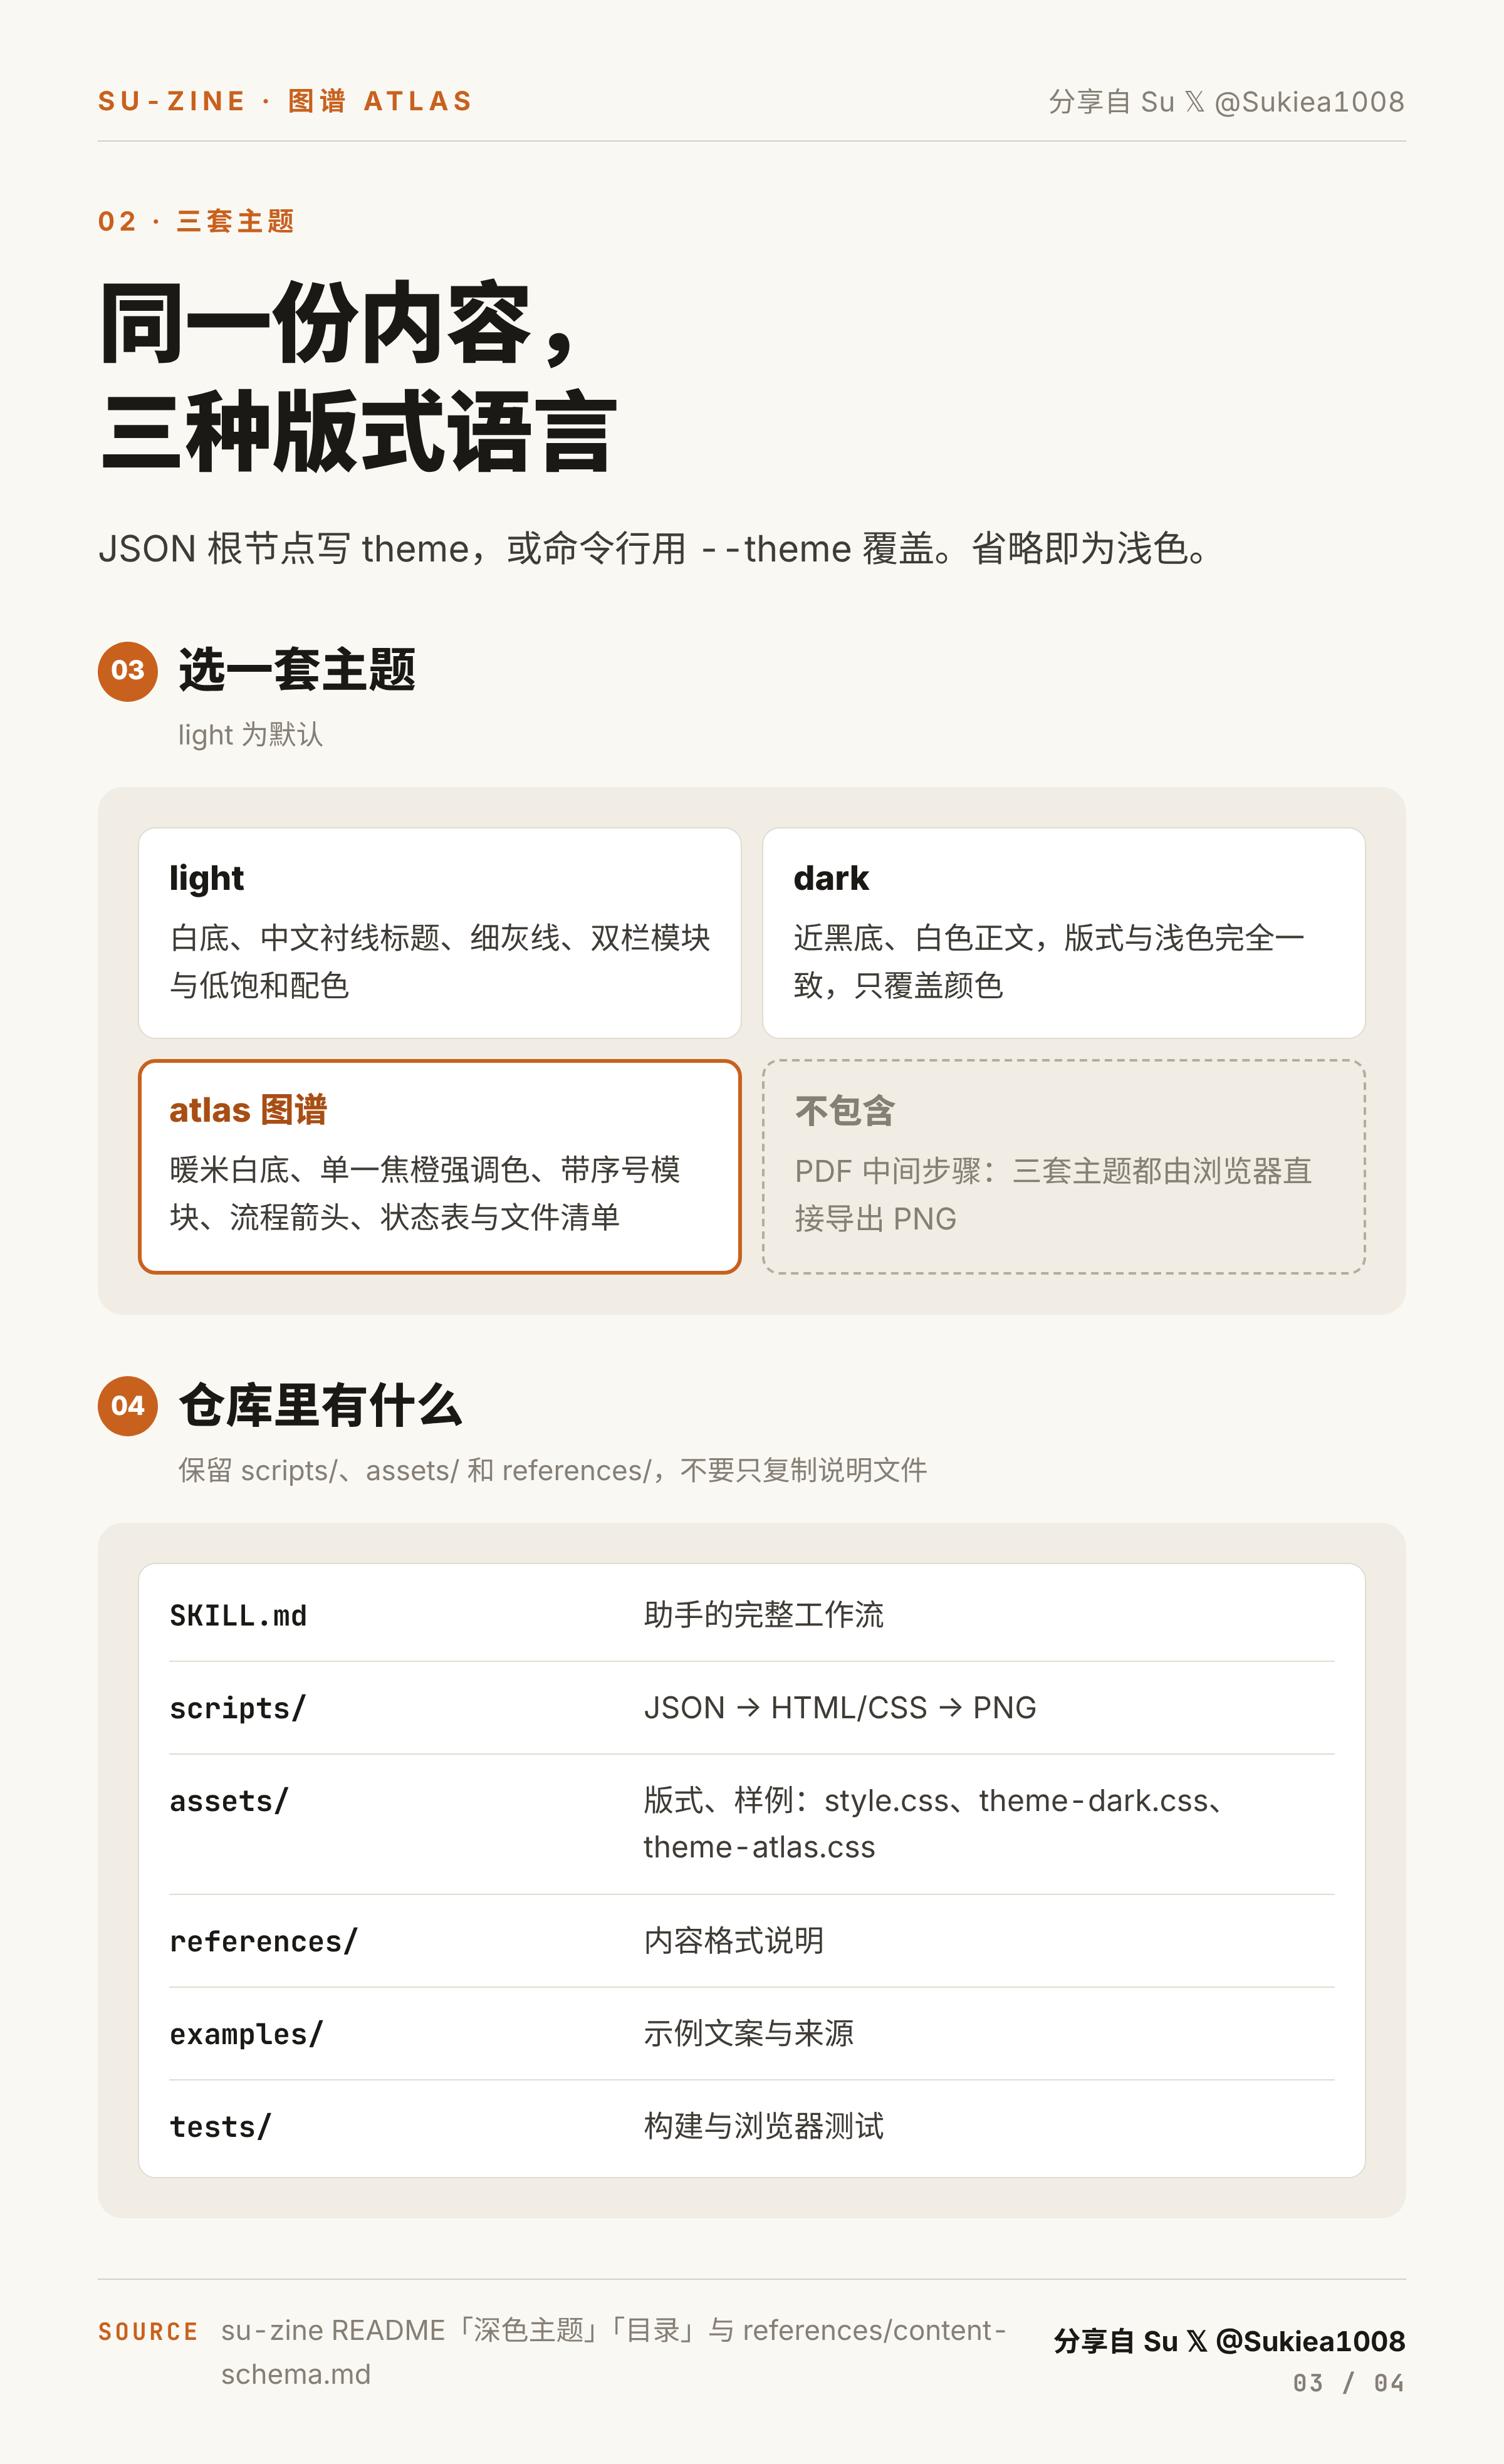 SU-ZINE · 图谱 ATLAS
分享自 Su 𝕏 @Sukiea1008
02 · 三套主题
同一份内容，
三种版式语言
JSON 根节点写 theme，或命令行用 --theme 覆盖。省略即为浅色。
03 选一套主题
light 为默认
light
白底、中文衬线标题、细灰线、双栏模块
与低饱和配色
dark
近黑底、白色正文，版式与浅色完全一
致，只覆盖颜色
atlas 图谱
暖米白底、单一焦橙强调色、带序号模
块、流程箭头、状态表与文件清单
不包含
PDF 中间步骤：三套主题都由浏览器直
接导出 PNG
04 仓库里有什么
保留 scripts/、assets/ 和 references/，不要只复制说明文件
SKILL.md 助手的完整工作流
scripts/ JSON → HTML/CSS → PNG
assets/ 版式、样例：style.css、theme-dark.css、
theme-atlas.css
references/ 内容格式说明
examples/ 示例文案与来源
tests/ 构建与浏览器测试
SOURCE su-zine README「深色主题」「目录」与 references/content-
schema.md
分享自 Su 𝕏 @Sukiea1008
03 / 04